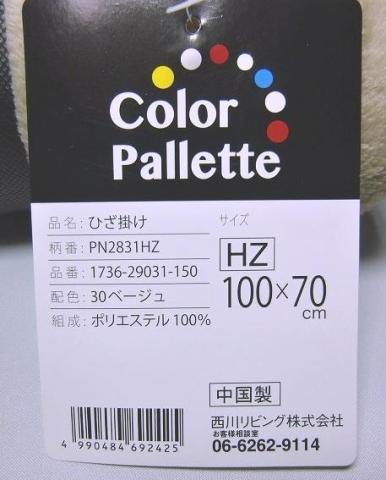 Color
Pallette
品名：ひざ掛け
柄番：PN2831HZ
品番：1736-29031-150
配色：30ベージュ
組成：ポリエステル100%
サイズ
HZ
100×70
cm
中国製
西川リビング株式会社
お客様相談室
06-6262-9114
4 990484 692425